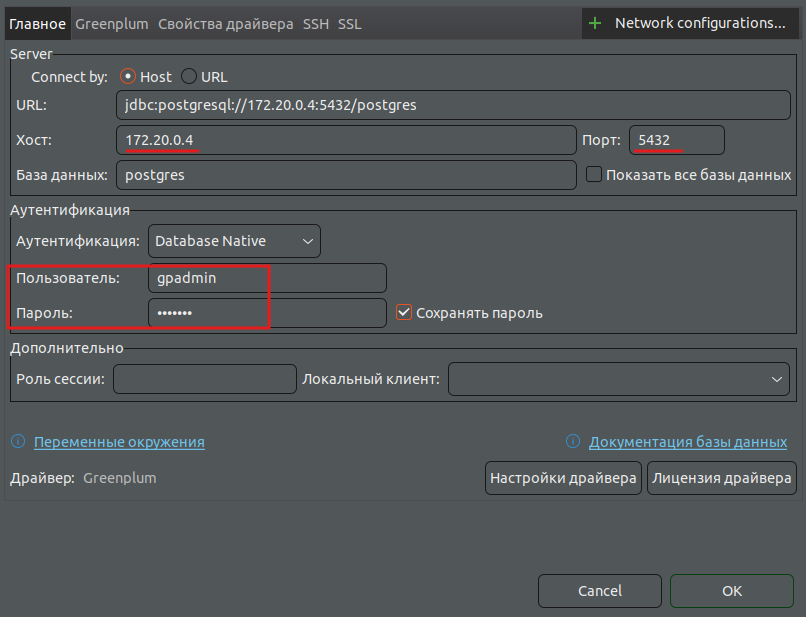 Главное Greenplum Свойства драйвера SSH SSL Network configurations...
Server
Connect by: Host URL
URL: jdbc:postgresql://172.20.0.4:5432/postgres
Хост: 172.20.0.4 Порт: 5432
База данных: postgres Показать все базы данных
Аутентификация
Аутентификация: Database Native
Пользователь: gpadmin
Пароль: ••••••• Сохранять пароль
Дополнительно
Роль сессии: Локальный клиент:
Переменные окружения Документация базы данных
Драйвер: Greenplum Настройки драйвера Лицензия драйвера
Cancel OK